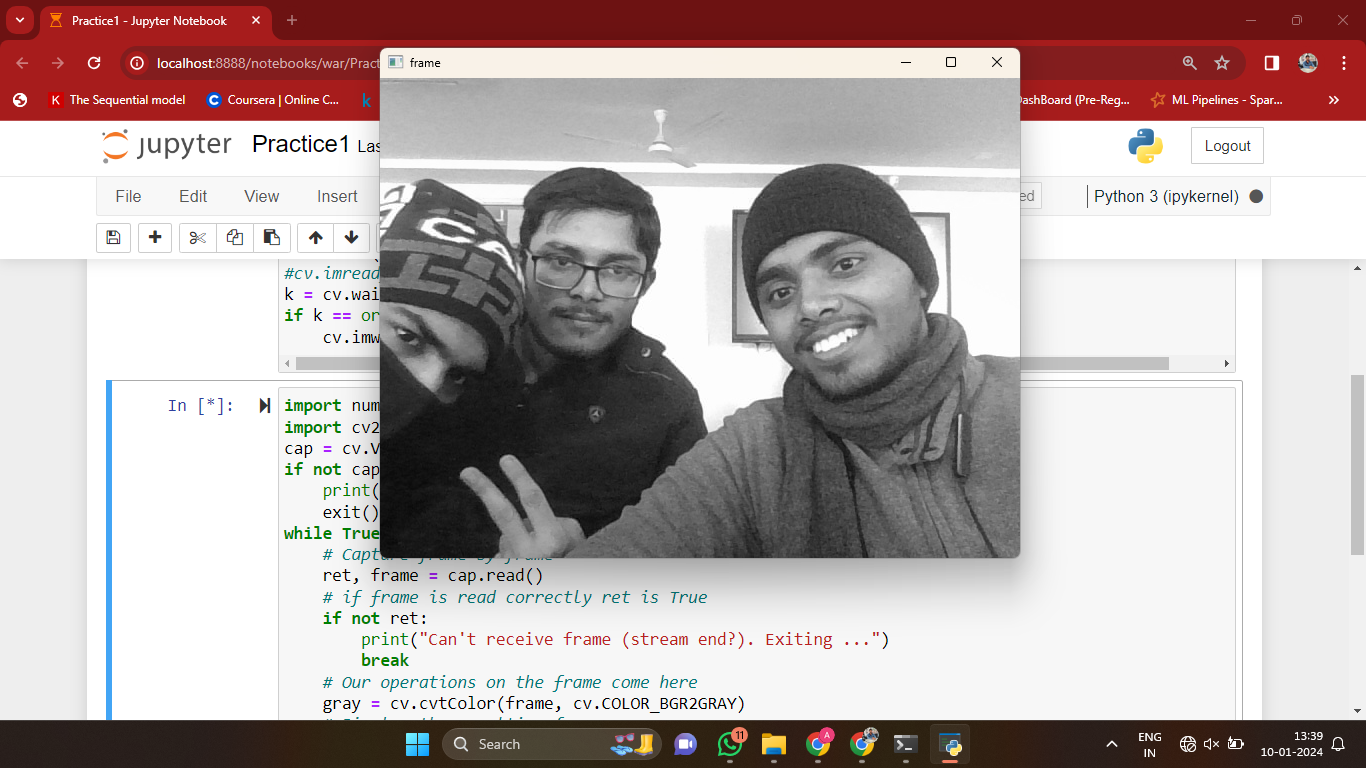 Practice1 - Jupyter Notebook
localhost:8888/notebooks/war/Pract
The Sequential model
Coursera | Online C...
DashBoard (Pre-Reg...
ML Pipelines - Spar...
frame
jupyter
Practice1 Las
Logout
File Edit View Insert
ed
Python 3 (ipykernel)
CA
#cv.imread
k = cv.wai
if k == or
cv.imw
In [*]:
import num
import cv2
cap = cv.V
if not cap
print(
exit()
while True
# Capture frame-by-frame
ret, frame = cap.read()
# if frame is read correctly ret is True
if not ret:
print("Can't receive frame (stream end?). Exiting ...")
break
# Our operations on the frame come here
gray = cv.cvtColor(frame, cv.COLOR_BGR2GRAY)
Search
11
A
ENG
IN
13:39
10-01-2024